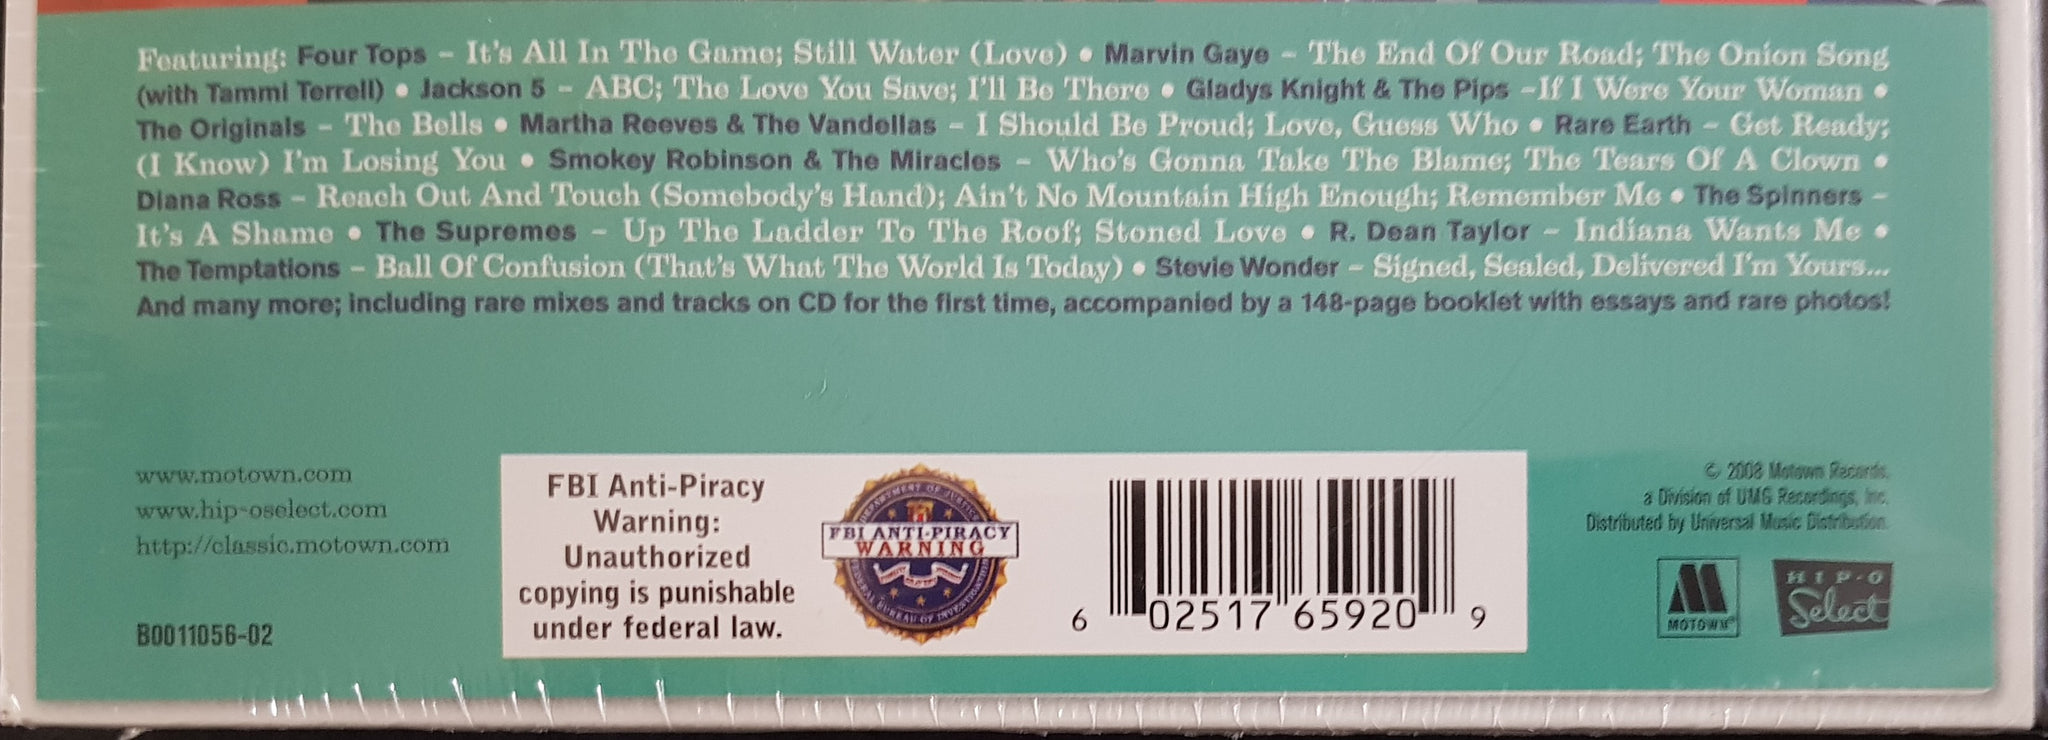 Featuring: Four Tops – It's All In The Game; Still Water (Love) • Marvin Gaye – The End Of Our Road; The Onion Song
(with Tammi Terrell) • Jackson 5 – ABC; The Love You Save; I'll Be There • Gladys Knight & The Pips –If I Were Your Woman •
The Originals – The Bells • Martha Reeves & The Vandellas – I Should Be Proud; Love, Guess Who • Rare Earth – Get Ready;
(I Know) I'm Losing You • Smokey Robinson & The Miracles – Who's Gonna Take The Blame; The Tears Of A Clown •
Diana Ross – Reach Out And Touch (Somebody's Hand); Ain't No Mountain High Enough; Remember Me • The Spinners –
It's A Shame • The Supremes – Up The Ladder To The Roof; Stoned Love • R. Dean Taylor – Indiana Wants Me •
The Temptations – Ball Of Confusion (That's What The World Is Today) • Stevie Wonder – Signed, Sealed, Delivered I'm Yours...
And many more; including rare mixes and tracks on CD for the first time, accompanied by a 148-page booklet with essays and rare photos!
www.motown.com
www.hip-oselect.com
http://classic.motown.com
B0011056-02
FBI Anti-Piracy
Warning:
Unauthorized
copying is punishable
under federal law.
DEPARTMENT OF JUSTICE
FBI ANTI-PIRACY
WARNING
FEDERAL BUREAU OF INVESTIGATION
6 02517 65920 9
© 2008 Motown Records,
a Division of UMG Recordings, Inc.
Distributed by Universal Music Distribution.
MOTOWN
HIP-O
Select